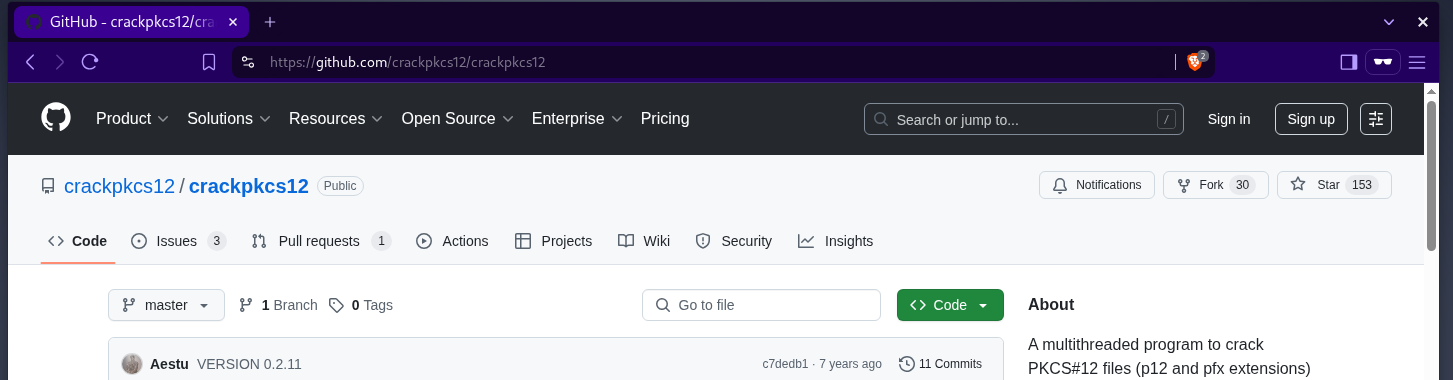 GitHub - crackpkcs12/cra
https://github.com/crackpkcs12/crackpkcs12
2
Product Solutions Resources Open Source Enterprise Pricing Search or jump to... / Sign in Sign up
crackpkcs12 / crackpkcs12 Public Notifications Fork 30 Star 153
Code Issues 3 Pull requests 1 Actions Projects Wiki Security Insights
master 1 Branch 0 Tags Go to file Code About
A multithreaded program to crack
Aestu VERSION 0.2.11 c7dedb1 · 7 years ago 11 Commits
PKCS#12 files (p12 and pfx extensions)